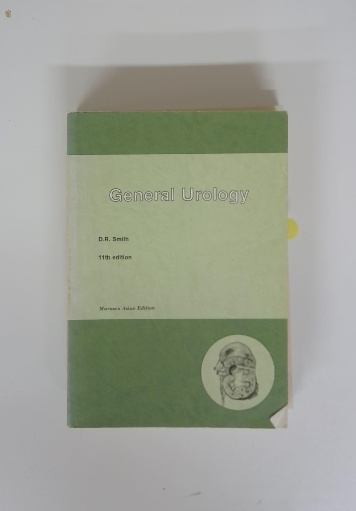 General Urology
D.R. Smith
11th edition
Maruzen Asian Edition